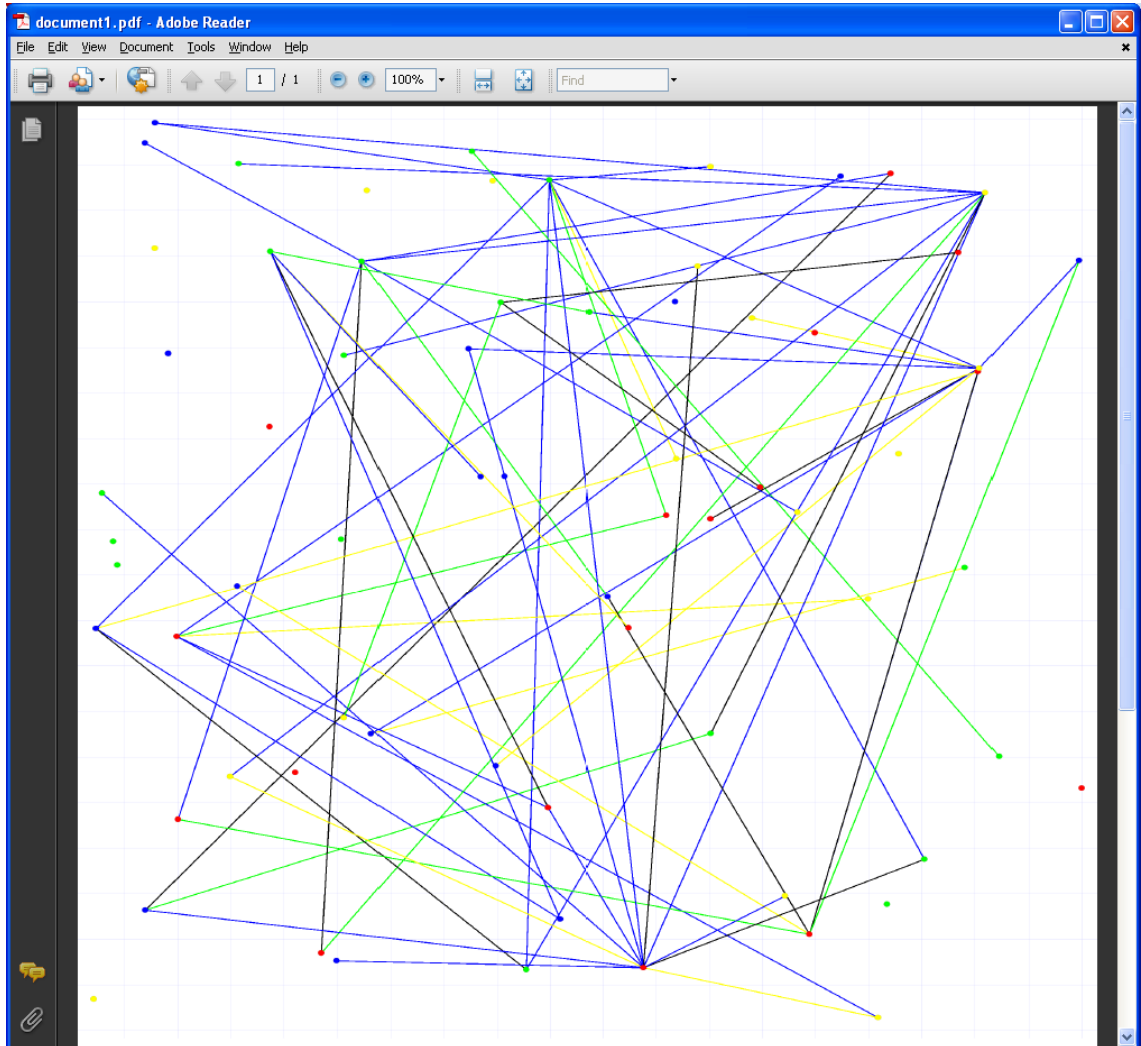 document1.pdf - Adobe Reader
File Edit View Document Tools Window Help
1 / 1 100% Find